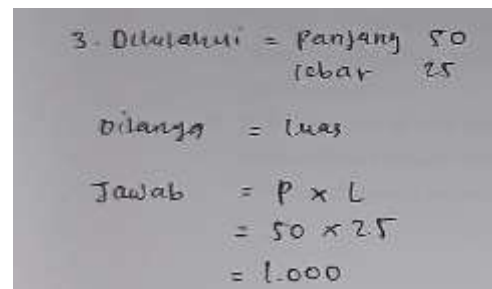 3. Diketahui = Panjang 50
lebar 25
Ditanya = luas
Jawab = P x L
= 50 x 25
= 1.000